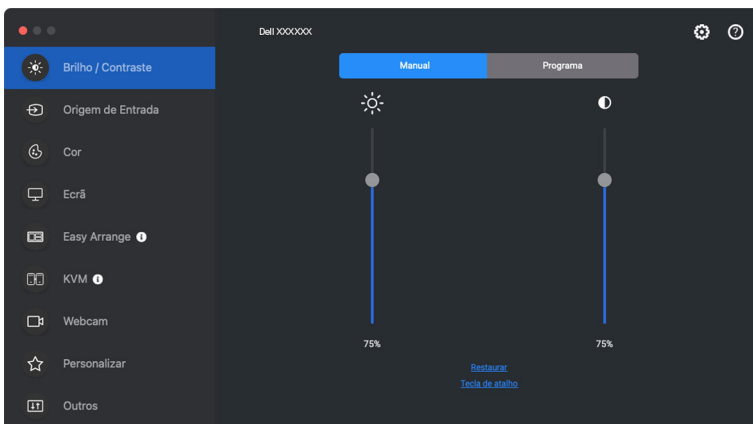 Dell XXXXXX
Brilho / Contraste
Origem de Entrada
Cor
Ecrã
Easy Arrange
KVM
Webcam
Personalizar
Outros
Manual
Programa
75%
75%
Restaurar
Tecla de atalho